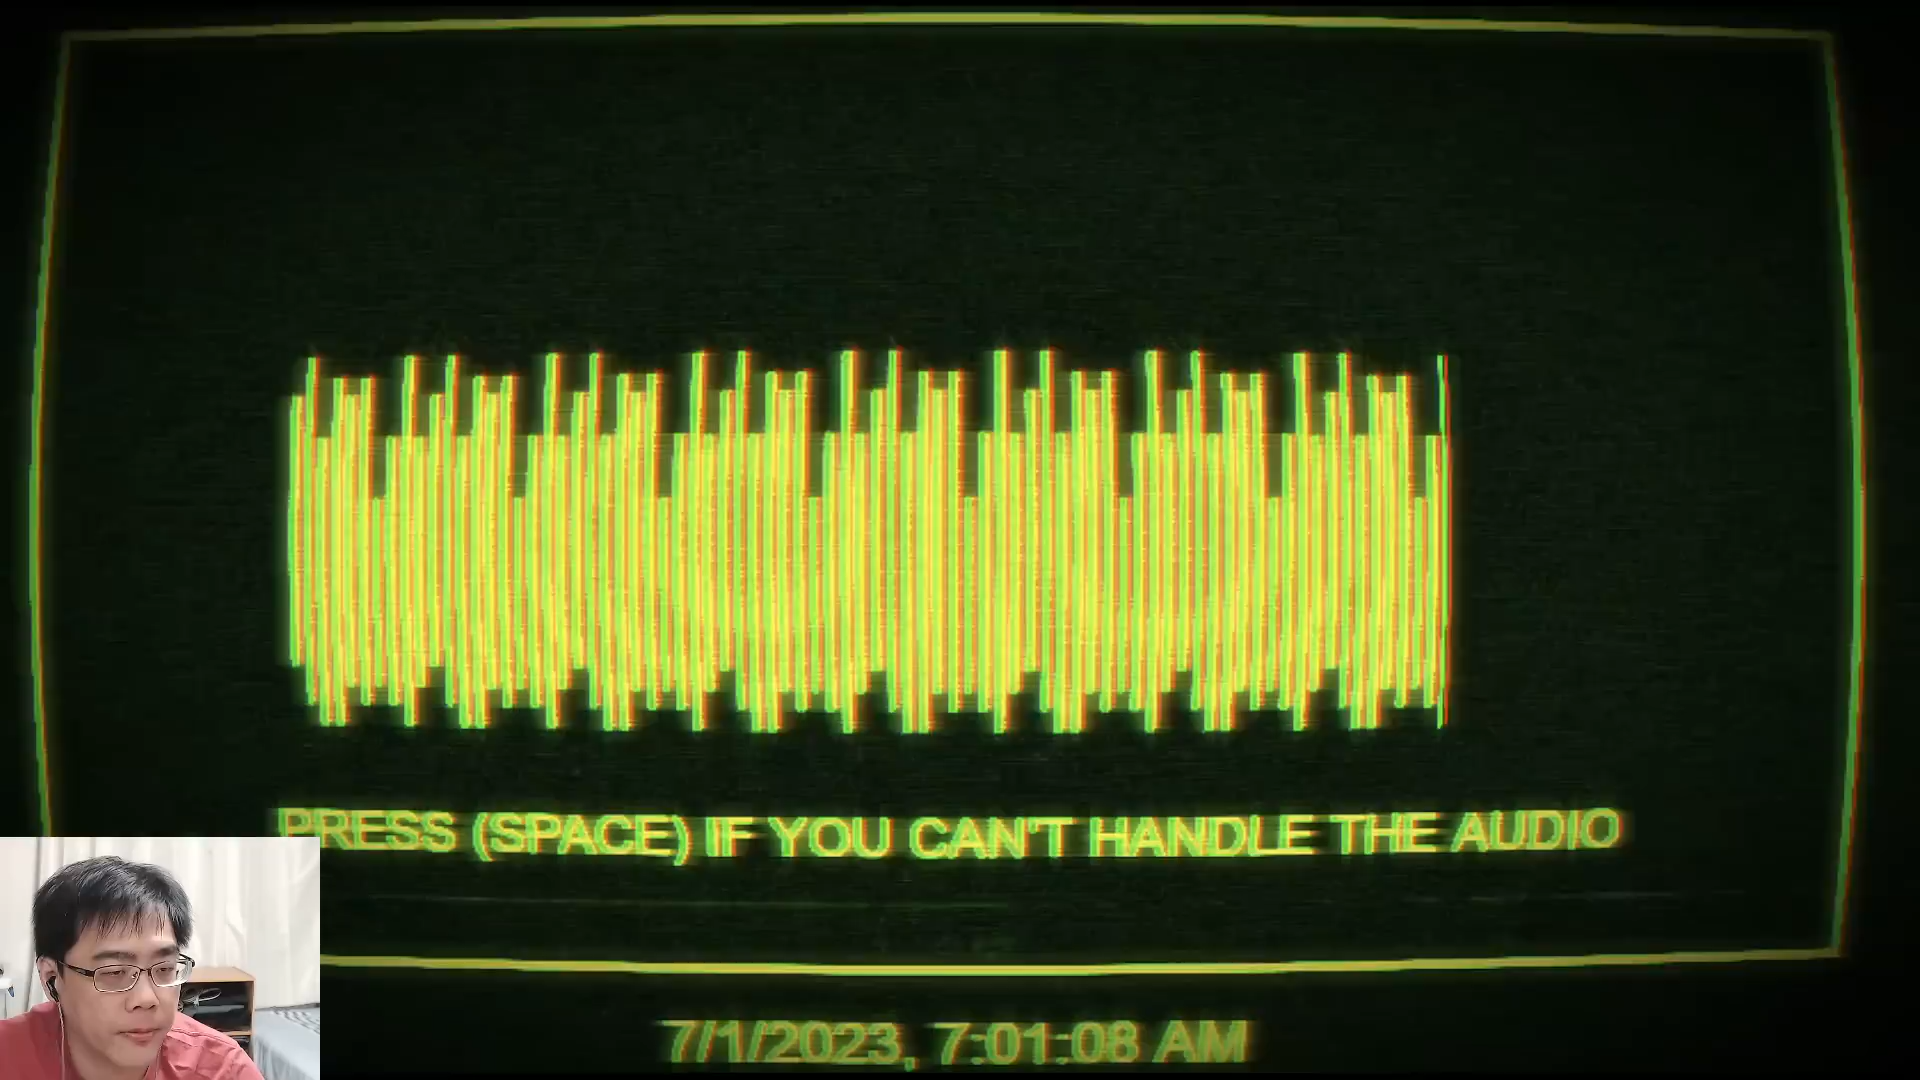 PRESS (SPACE) IF YOU CAN'T HANDLE THE AUDIO
7/1/2023, 7:01:08 AM